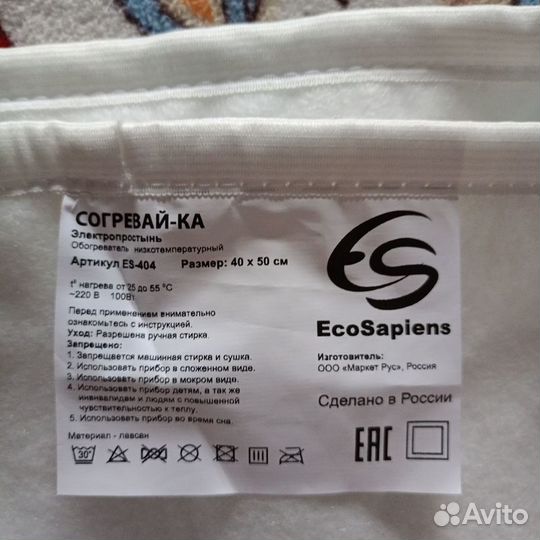 СОГРЕВАЙ-КА
Электропростынь
Обогреватель низкотемпературный
Артикул ES-404 Размер: 40 х 50 см
t° нагрева от 25 до 55 °C
~220 В 100Вт.
Перед применением внимательно
ознакомьтесь с инструкцией.
Уход: Разрешена ручная стирка.
Запрещено:
1. Запрещается машинная стирка и сушка.
2. Использовать прибор в сложенном виде.
3. Использовать прибор в мокром виде.
4. Использовать прибор детям, а так же
инвивалидам и людям с повышенной
чувствительностью к теплу.
5. Использовать прибор во время сна.
Материал - лавсан
30°
ES
EcoSapiens
Изготовитель:
ООО «Маркет Рус», Россия
Сделано в России
EAC
Avito